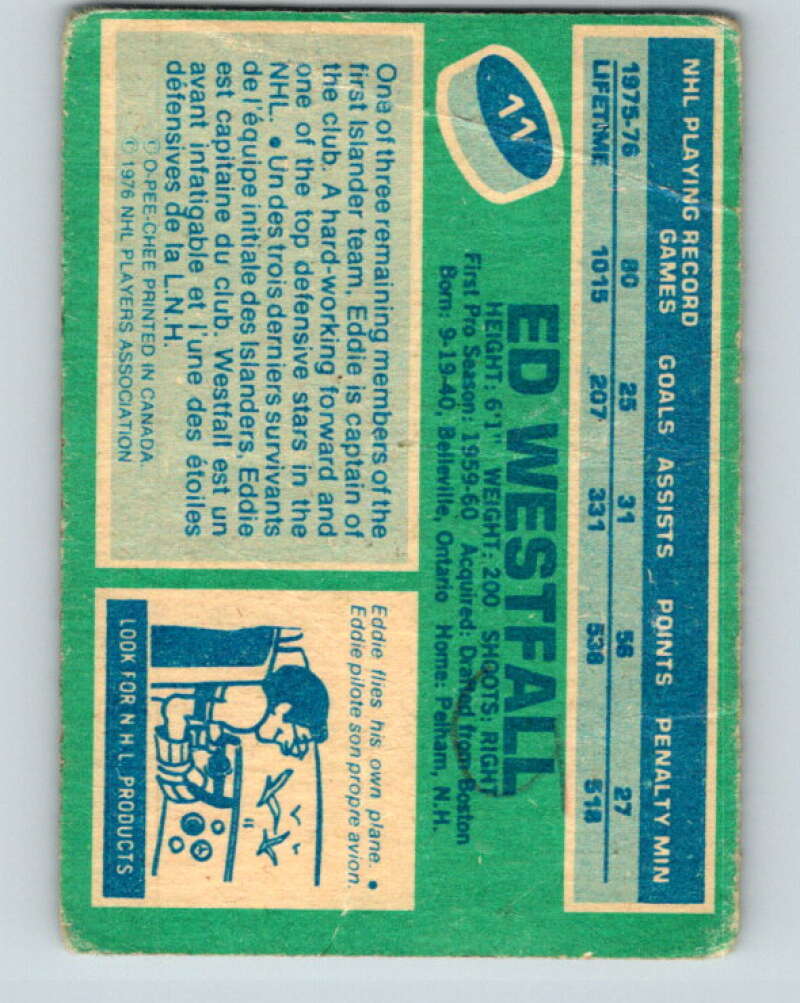 NHL PLAYING RECORD
GAMES GOALS ASSISTS POINTS PENALTY MIN
1975-76 80 25 31 56 27
LIFETIME 1015 207 331 538 518
11
ED WESTFALL
HEIGHT: 6'1" WEIGHT: 200 SHOOTS: RIGHT
First Pro Season: 1959-60 Acquired: Drafted from Boston
Born: 9-19-40, Belleville, Ontario Home: Pelham, N.H.
One of three remaining members of the
first Islander team, Eddie is captain of
the club. A hard-working forward and
one of the top defensive stars in the
NHL. • Un des trois derniers survivants
de l'équipe initiale des Islanders. Eddie
est capitaine du club. Westfall est un
avant infatigable et l'une des étoiles
défensives de la L.N.H.
© O-PEE-CHEE PRINTED IN CANADA
© 1976 NHL PLAYERS ASSOCIATION
Eddie flies his own plane. •
Eddie pilote son propre avion.
LOOK FOR N.H.L. PRODUCTS